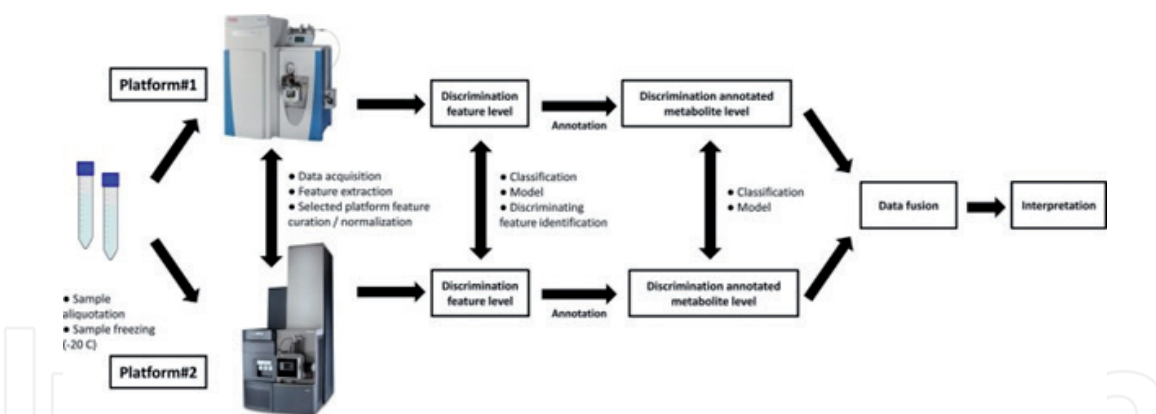 Platform#1
Discrimination
feature level
Annotation
Discrimination annotated
metabolite level
● Data acquisition
● Feature extraction
● Selected platform feature
curation / normalization
● Classification
● Model
● Discriminating
feature identification
● Classification
● Model
Data fusion
Interpretation
● Sample
aliquotation
● Sample freezing
(-20 C)
Platform#2
Discrimination
feature level
Annotation
Discrimination annotated
metabolite level